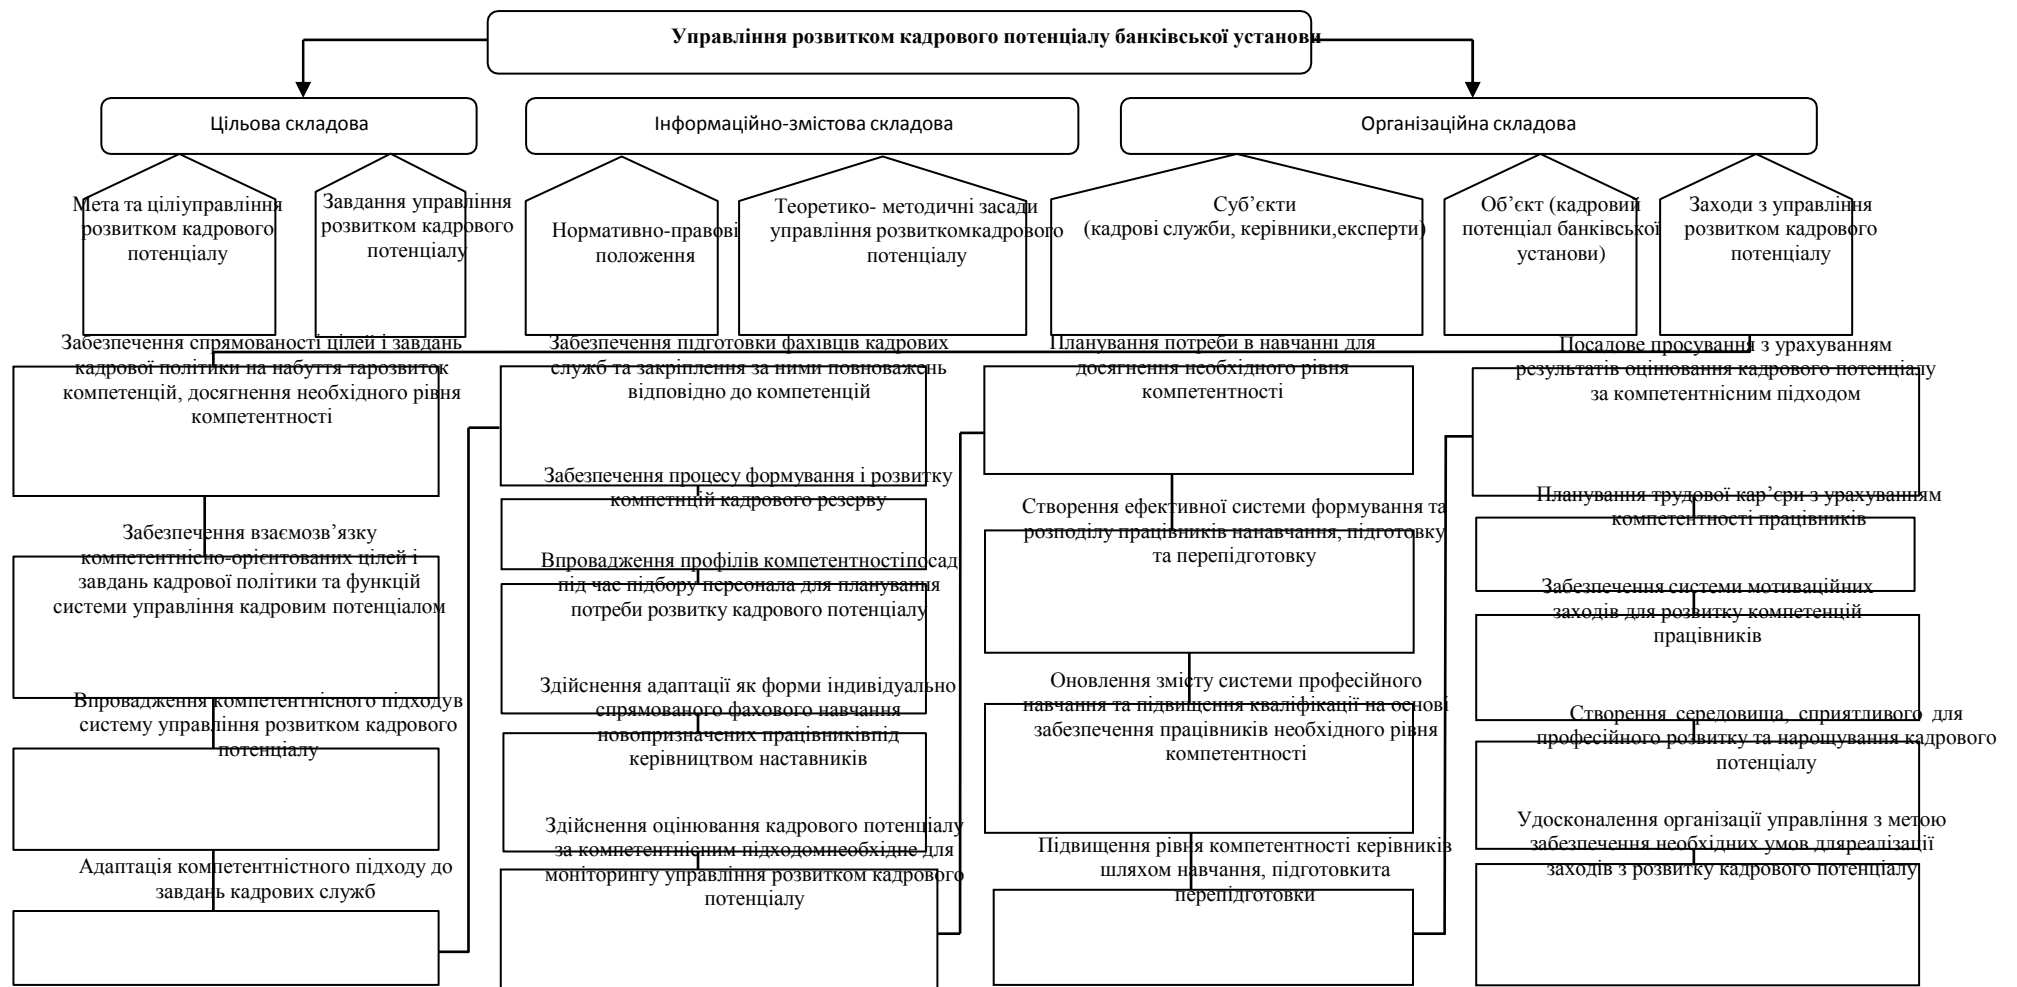 Управління розвитком кадрового потенціалу банківської установи
Цільова складова
Інформаційно-змістова складова
Організаційна складова
Мета та ціліуправління
розвитком кадрового
потенціалу
Завдання управління
розвитком кадрового
потенціалу
Нормативно-правові
положення
Теоретико- методичні засади
управління розвиткомкадрового
потенціалу
Суб’єкти
(кадрові служби, керівники,експерти)
Об’єкт (кадровий
потенціал банківської
установи)
Заходи з управління
розвитком кадрового
потенціалу
Забезпечення спрямованості цілей і завдань
кадрової політики на набуття тарозвиток
компетенцій, досягнення необхідного рівня
компетентності
Забезпечення взаємозв’язку
компетентнісно-орієнтованих цілей і
завдань кадрової політики та функцій
системи управління кадровим потенціалом
Впровадження компетентнісного підходув
систему управління розвитком кадрового
потенціалу
Адаптація компетентністного підходу до
завдань кадрових служб
Забезпечення підготовки фахівців кадрових
служб та закріплення за ними повноважень
відповідно до компетенцій
Забезпечення процесу формування і розвитку
компетнцій кадрового резерву
Впровадження профілів компетентностіпосад
під час підбору персонала для планування
потреби розвитку кадрового потенціалу
Здійснення адаптації як форми індивідуально
спрямованого фахового навчання
новопризначених працівниківпід
керівництвом наставників
Здійснення оцінювання кадрового потенціалу
за компетентнісним підходомнеобхідне для
моніторингу управління розвитком кадрового
потенціалу
Планування потреби в навчанні для
досягнення необхідного рівня
компетентності
Створення ефективної системи формування та
розподілу працівників нанавчання, підготовку
та перепідготовку
Оновлення змісту системи професійного
навчання та підвищення кваліфікації на основі
забезпечення працівників необхідного рівня
компетентності
Підвищення рівня компетентності керівників
шляхом навчання, підготовкита
перепідготовки
Посадове просування з урахуванням
результатів оцінювання кадрового потенціалу
за компетентнісним підходом
Планування трудової кар’єри з урахуванням
компетентності працівників
Забезпечення системи мотиваційних
заходів для розвитку компетенцій
працівників
Створення середовища, сприятливого для
професійного розвитку та нарощування кадрового
потенціалу
Удосконалення організації управління з метою
забезпечення необхідних умов дляреалізації
заходів з розвитку кадрового потенціалу